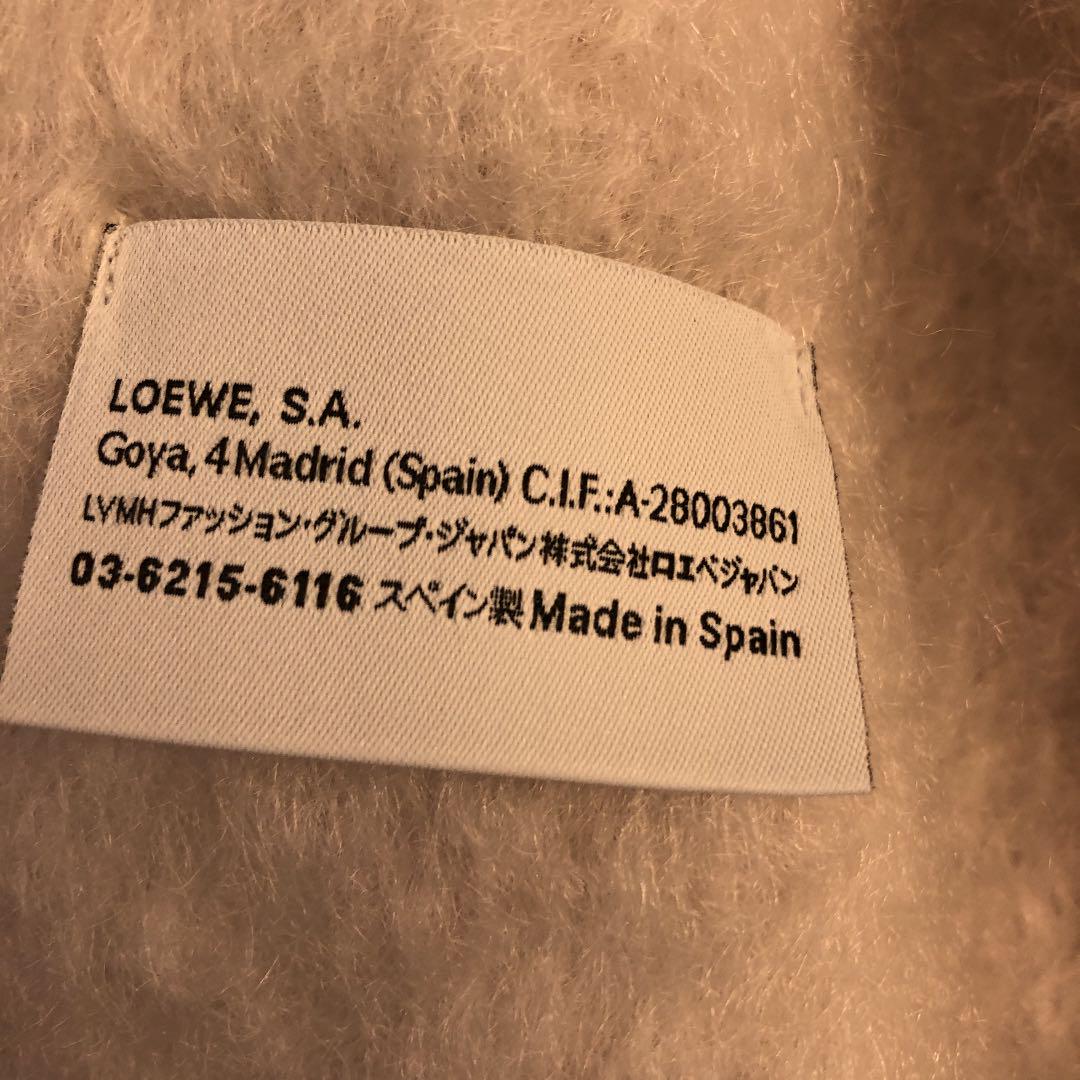 LOEWE, S.A.
Goya, 4 Madrid (Spain) C.I.F.:A-28003861
LVMHファッション・グループ・ジャパン株式会社ロエベジャパン
03-6215-6116 スペイン製 Made in Spain